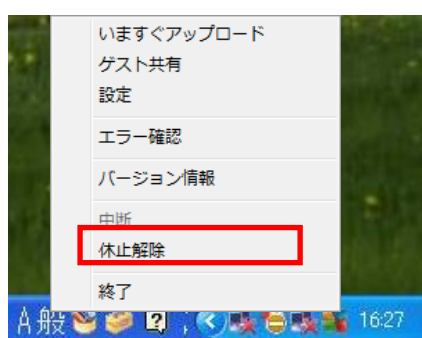 いますぐアップロード
ゲスト共有
設定
エラー確認
バージョン情報
中断
休止解除
終了
A 般 16:27